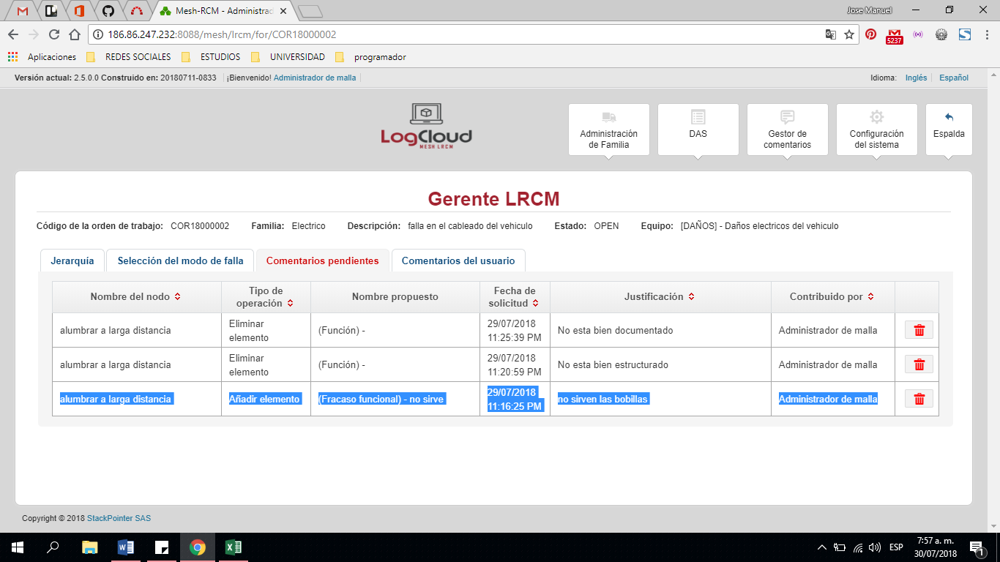 Mesh-RCM - Administrad
Jose Manuel
186.86.247.232:8088/mesh/lrcm/for/COR18000002
5237
Aplicaciones REDES SOCIALES ESTUDIOS UNIVERSIDAD programador
Versión actual: 2.5.0.0 Construido en: 20180711-0833 ¡Bienvenido! Administrador de malla Idioma: Inglés Español
LogCloud
MESH LRCM
Administración
de Familia
DAS
Gestor de
comentarios
Configuración
del sistema
Espalda
Gerente LRCM
Código de la orden de trabajo: COR18000002 Familia: Electrico Descripción: falla en el cableado del vehiculo Estado: OPEN Equipo: [DAÑOS] - Daños electricos del vehiculo
Jerarquía Selección del modo de falla Comentarios pendientes Comentarios del usuario
Nombre del nodo
Tipo de
operación
Nombre propuesto
Fecha de
solicitud
Justificación
Contribuido por
alumbrar a larga distancia
Eliminar
elemento
(Función) -
29/07/2018
11:25:39 PM
No esta bien documentado
Administrador de malla
alumbrar a larga distancia
Eliminar
elemento
(Función) -
29/07/2018
11:20:59 PM
No esta bien estructurado
Administrador de malla
alumbrar a larga distancia
Añadir elemento
(Fracaso funcional) - no sirve
29/07/2018
11:16:25 PM
no sirven las bobillas
Administrador de malla
Copyright © 2018 StackPointer SAS
ESP
7:57 a. m.
30/07/2018
1